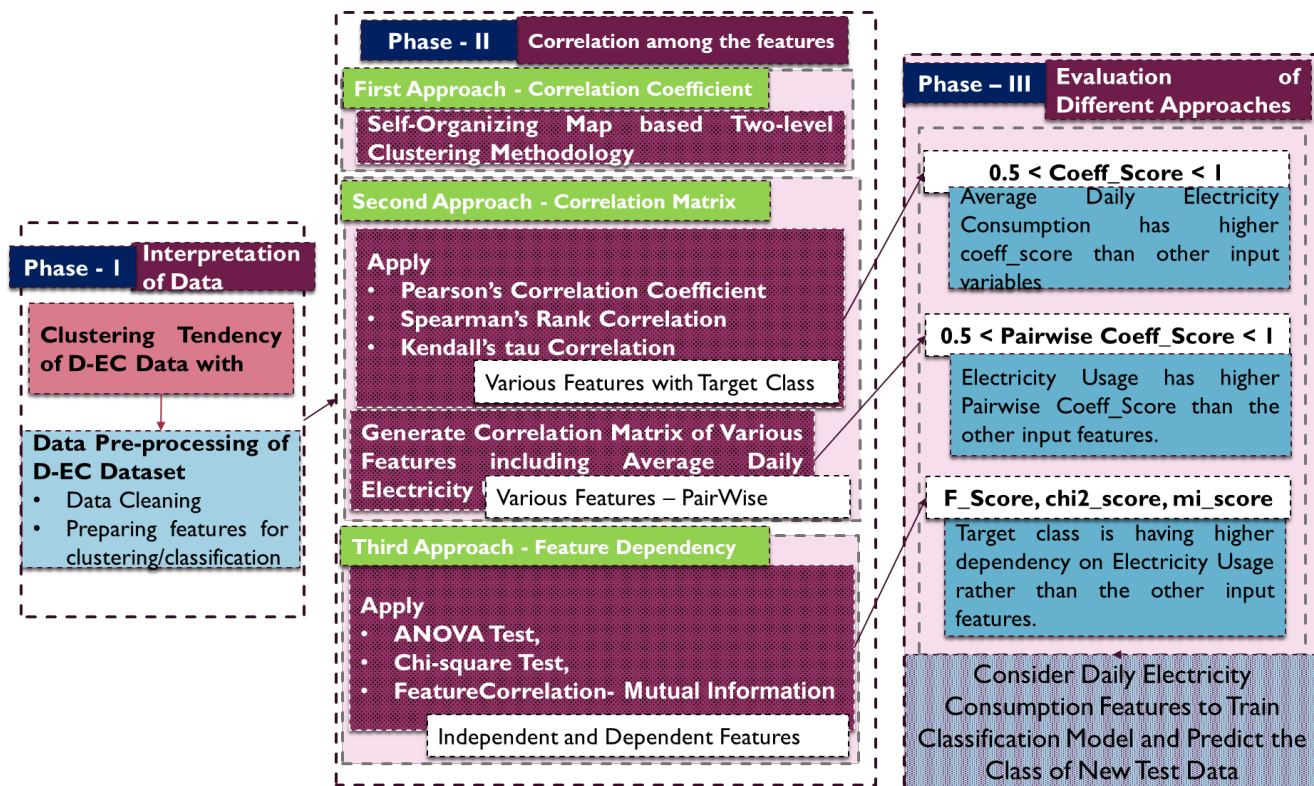 Phase - I
Interpretation
of Data
Clustering Tendency
of D-EC Data with
Data Pre-processing of
D-EC Dataset
• Data Cleaning
• Preparing features for
clustering/classification
Phase - II
Correlation among the features
First Approach - Correlation Coefficient
Self-Organizing Map based Two-level
Clustering Methodology
Second Approach - Correlation Matrix
Apply
• Pearson's Correlation Coefficient
• Spearman's Rank Correlation
• Kendall's tau Correlation
Various Features with Target Class
Generate Correlation Matrix of Various
Features including Average Daily
Electricity
Various Features – PairWise
Third Approach - Feature Dependency
Apply
• ANOVA Test,
• Chi-square Test,
• FeatureCorrelation- Mutual Information
Independent and Dependent Features
Phase – III
Evaluation of
Different Approaches
0.5 < Coeff_Score < 1
Average Daily Electricity
Consumption has higher
coeff_score than other input
variables
0.5 < Pairwise Coeff_Score < 1
Electricity Usage has higher
Pairwise Coeff_Score than the
other input features.
F_Score, chi2_score, mi_score
Target class is having higher
dependency on Electricity Usage
rather than the other input
features.
Consider Daily Electricity
Consumption Features to Train
Classification Model and Predict the
Class of New Test Data